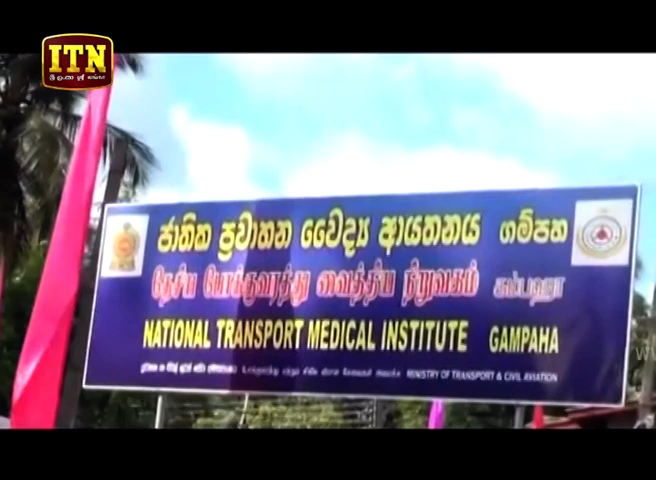 ITN
ජාතික ප්‍රවාහන වෛද්‍ය ආයතනය ගම්පහ
தேசிய போக்குவரத்து வைத்திய நிறுவகம் கம்பஹா
NATIONAL TRANSPORT MEDICAL INSTITUTE GAMPAHA
MINISTRY OF TRANSPORT & CIVIL AVIATION